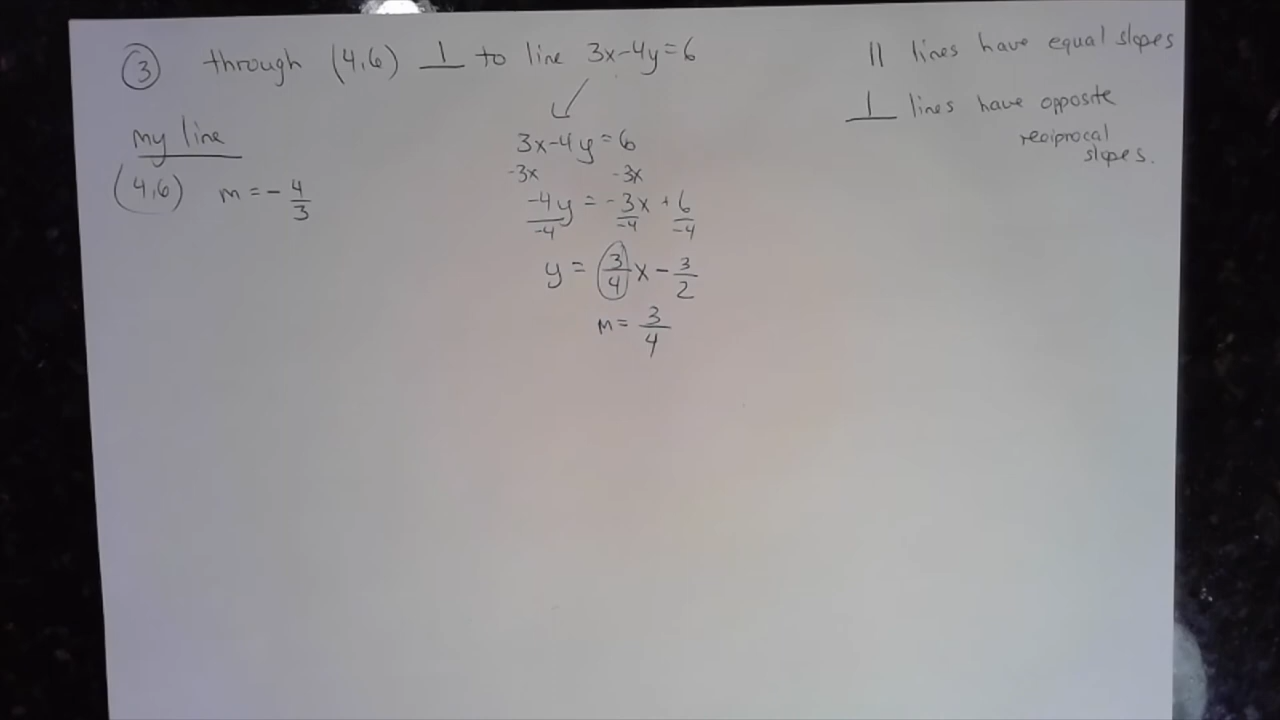 ③ through (4,6) ⊥ to line 3x-4y=6
my line
(4,6) m = - 4/3
3x-4y=6
-3x -3x
-4y/-4 = -3x/-4 + 6/-4
y = 3/4 x - 3/2
m = 3/4
|| lines have equal slopes
⊥ lines have opposite
reciprocal
slopes.